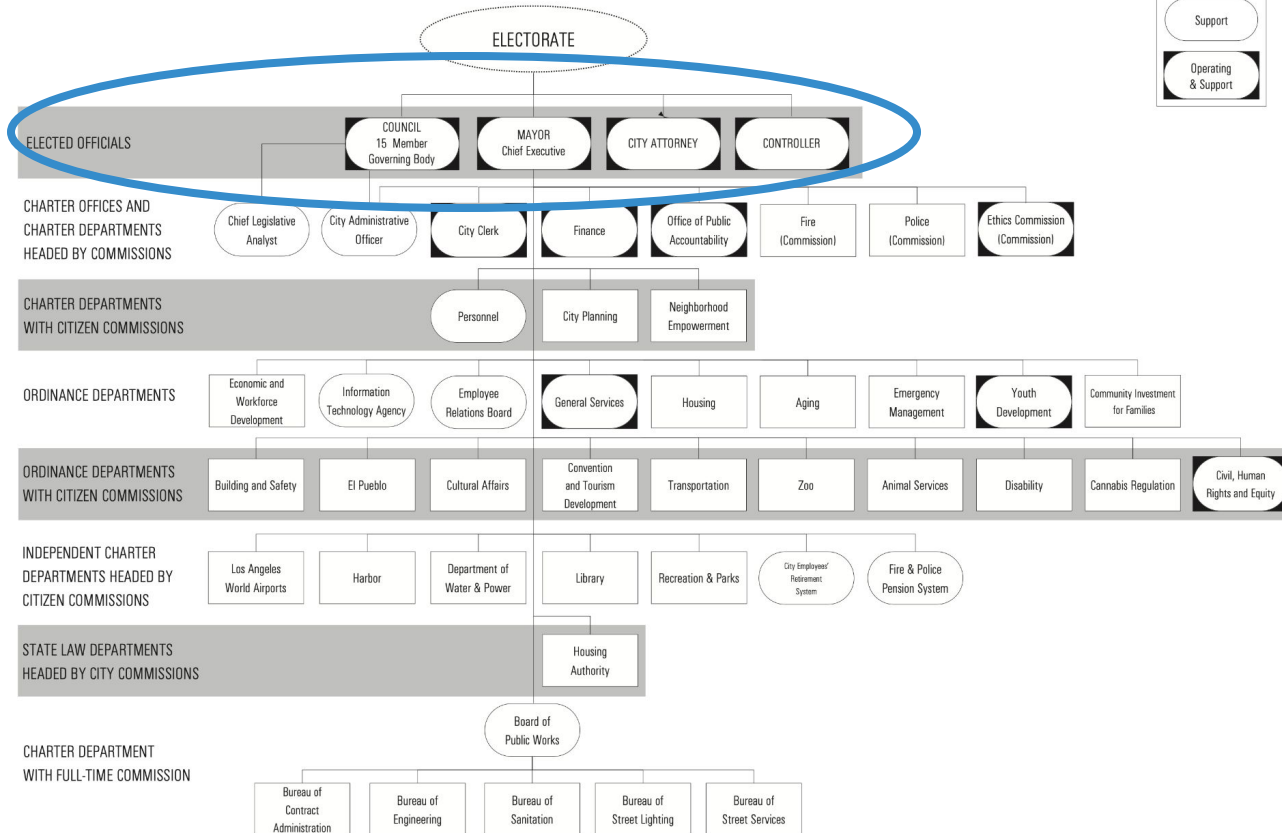 Support
Operating
& Support
ELECTORATE
ELECTED OFFICIALS
COUNCIL
15 Member
Governing Body
MAYOR
Chief Executive
CITY ATTORNEY
CONTROLLER
CHARTER OFFICES AND
CHARTER DEPARTMENTS
HEADED BY COMMISSIONS
Chief Legislative
Analyst
City Administrative
Officer
City Clerk
Finance
Office of Public
Accountability
Fire
(Commission)
Police
(Commission)
Ethics Commission
(Commission)
CHARTER DEPARTMENTS
WITH CITIZEN COMMISSIONS
Personnel
City Planning
Neighborhood
Empowerment
ORDINANCE DEPARTMENTS
Economic and
Workforce
Development
Information
Technology Agency
Employee
Relations Board
General Services
Housing
Aging
Emergency
Management
Youth
Development
Community Investment
for Families
ORDINANCE DEPARTMENTS
WITH CITIZEN COMMISSIONS
Building and Safety
El Pueblo
Cultural Affairs
Convention
and Tourism
Development
Transportation
Zoo
Animal Services
Disability
Cannabis Regulation
Civil, Human
Rights and Equity
INDEPENDENT CHARTER
DEPARTMENTS HEADED BY
CITIZEN COMMISSIONS
Los Angeles
World Airports
Harbor
Department of
Water & Power
Library
Recreation & Parks
City Employees'
Retirement
System
Fire & Police
Pension System
STATE LAW DEPARTMENTS
HEADED BY CITY COMMISSIONS
Housing
Authority
CHARTER DEPARTMENT
WITH FULL-TIME COMMISSION
Board of
Public Works
Bureau of
Contract
Administration
Bureau of
Engineering
Bureau of
Sanitation
Bureau of
Street Lighting
Bureau of
Street Services